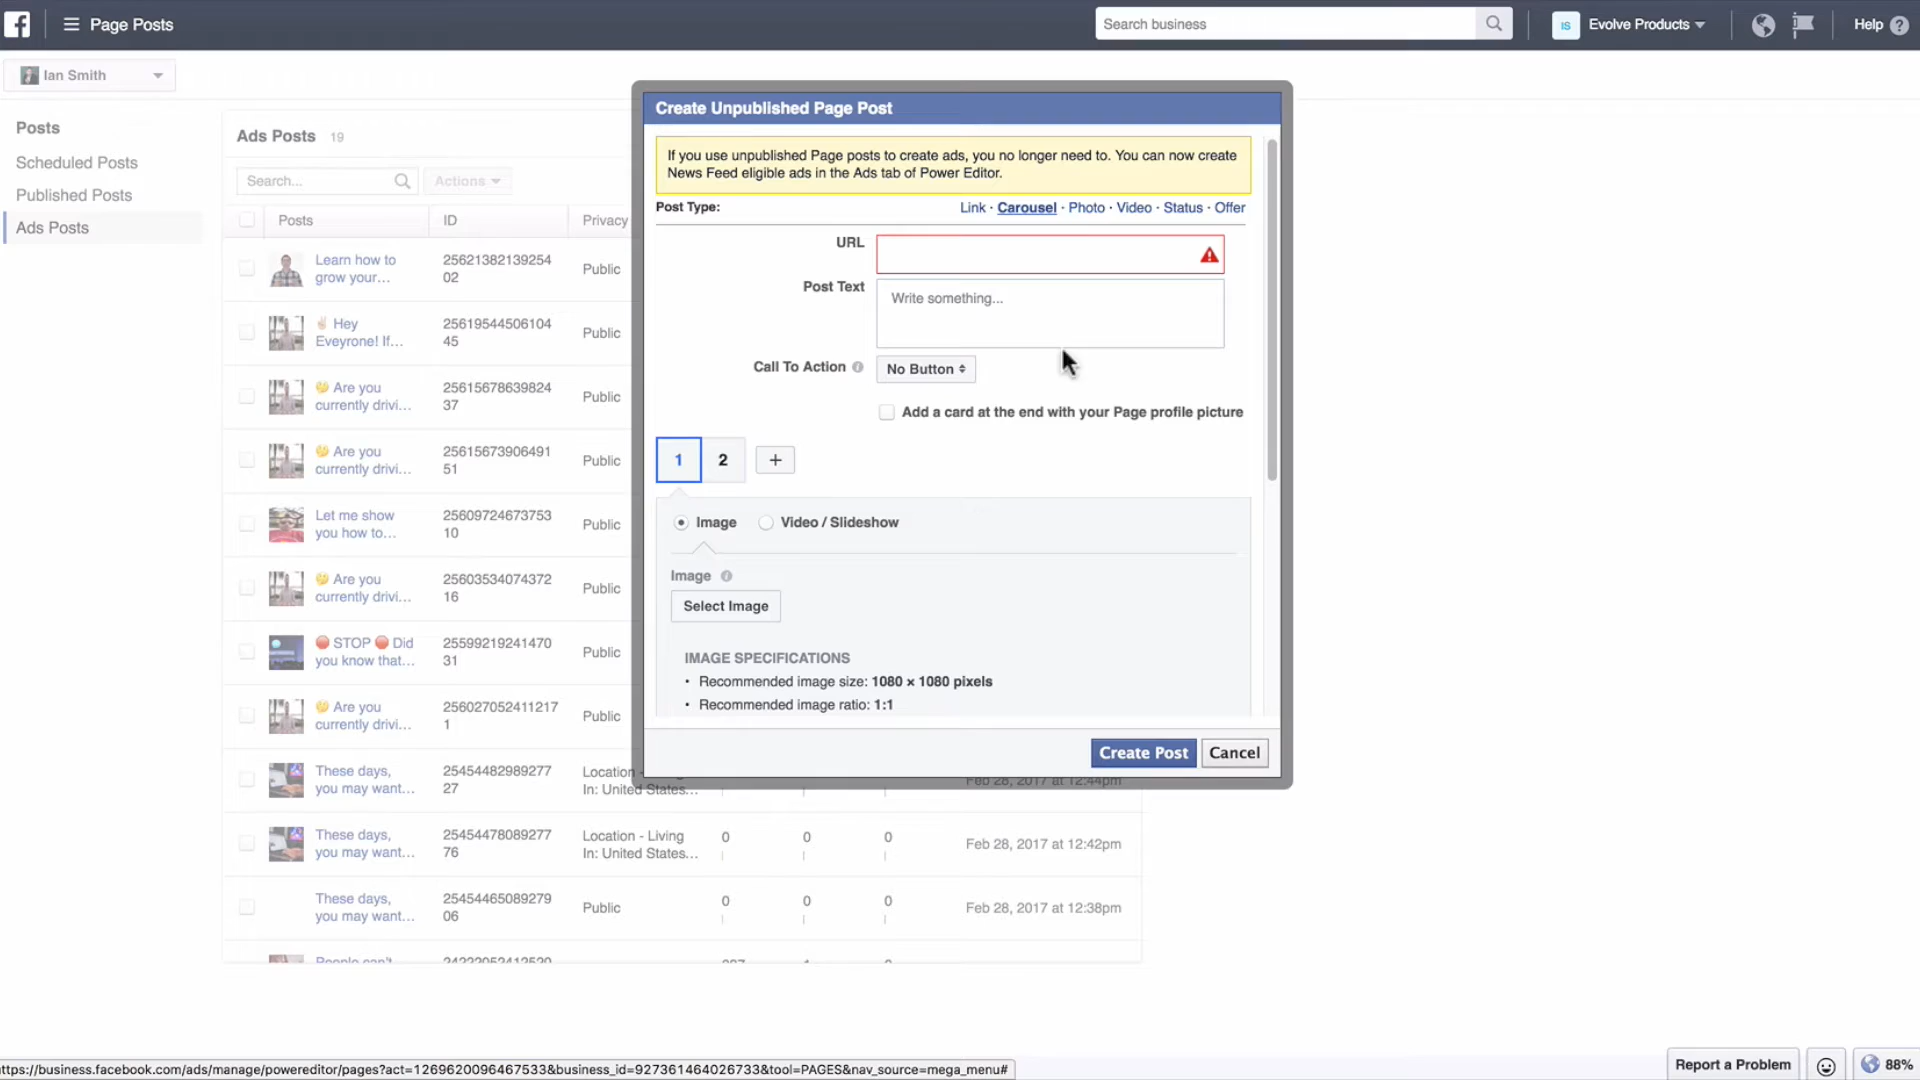 Page Posts
Search business
IS
Evolve Products
Help
Ian Smith
Posts
Scheduled Posts
Published Posts
Ads Posts
Ads Posts 19
Search...
Actions
Posts ID Privacy
Learn how to
grow your...
25621382139254
02
Public
✌🏻 Hey
Eveyrone! If...
25619544506104
45
Public
🤔 Are you
currently drivi...
25615678639824
37
Public
🤔 Are you
currently drivi...
25615673906491
51
Public
Let me show
you how to...
25609724673753
10
Public
🤔 Are you
currently drivi...
25603534074372
16
Public
🛑 STOP 🛑 Did
you know that...
25599219241470
31
Public
🤔 Are you
currently drivi...
256027052411217
1
Public
These days,
you may want...
25454482989277
27
Location
In: United States...
Feb 28, 2017 at 12:44pm
These days,
you may want...
25454478089277
76
Location - Living
In: United States...
0 0 0
Feb 28, 2017 at 12:42pm
These days,
you may want...
25454465089279
06
Public
0 0 0
Feb 28, 2017 at 12:38pm
People can't
Create Unpublished Page Post
If you use unpublished Page posts to create ads, you no longer need to. You can now create
News Feed eligible ads in the Ads tab of Power Editor.
Post Type:
Link · Carousel · Photo · Video · Status · Offer
URL
Post Text
Write something...
Call To Action
No Button
Add a card at the end with your Page profile picture
1 2 +
Image
Video / Slideshow
Image
Select Image
IMAGE SPECIFICATIONS
• Recommended image size: 1080 × 1080 pixels
• Recommended image ratio: 1:1
Create Post
Cancel
ttps://business.facebook.com/ads/manage/powereditor/pages?act=1269620096467533&business_id=927361464026733&tool=PAGES&nav_source=mega_menu#
Report a Problem
88%